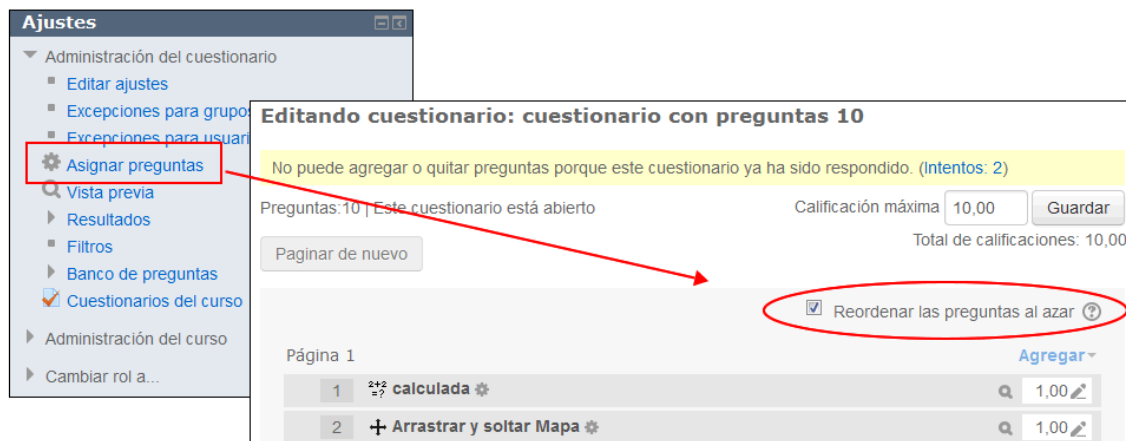 Ajustes
Administración del cuestionario
Editar ajustes
Excepciones para grupos
Excepciones para usuari
Asignar preguntas
Vista previa
Resultados
Filtros
Banco de preguntas
Cuestionarios del curso
Administración del curso
Cambiar rol a...
Editando cuestionario: cuestionario con preguntas 10
No puede agregar o quitar preguntas porque este cuestionario ya ha sido respondido. (Intentos: 2)
Preguntas:10 | Este cuestionario está abierto
Calificación máxima 10,00 Guardar
Total de calificaciones: 10,00
Paginar de nuevo
Reordenar las preguntas al azar ?
Página 1 Agregar
1 2+2 =? calculada 1,00
2 Arrastrar y soltar Mapa 1,00